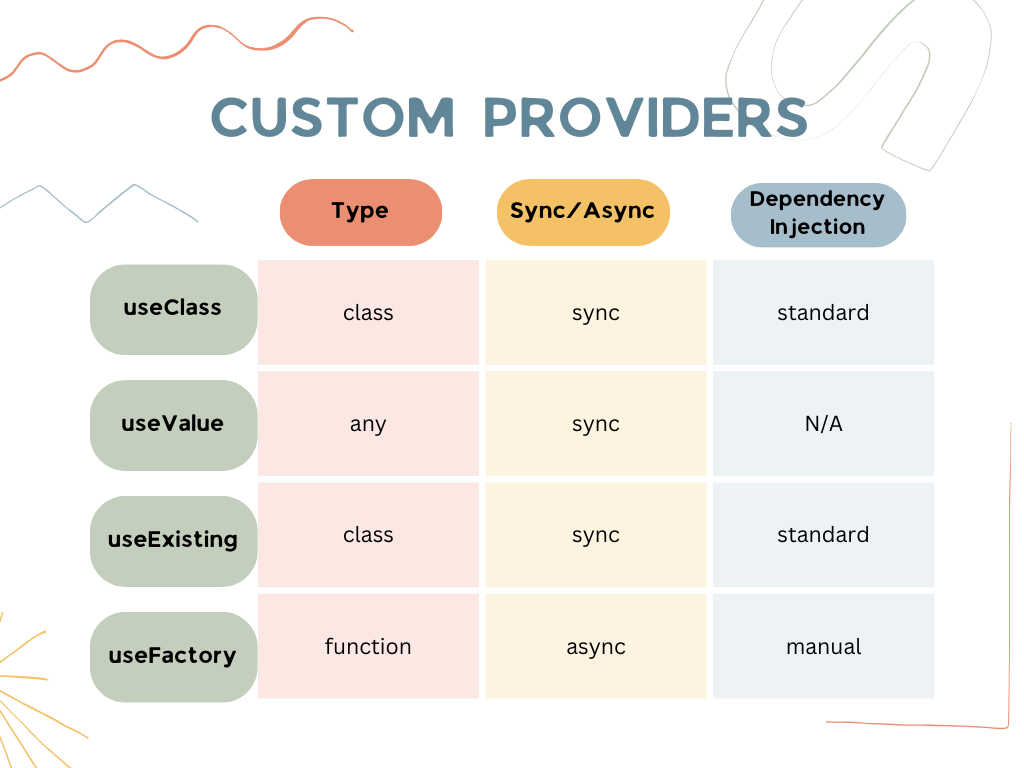 CUSTOM PROVIDERS
Type
Sync/Async
Dependency
Injection
useClass
class
sync
standard
useValue
any
sync
N/A
useExisting
class
sync
standard
useFactory
function
async
manual